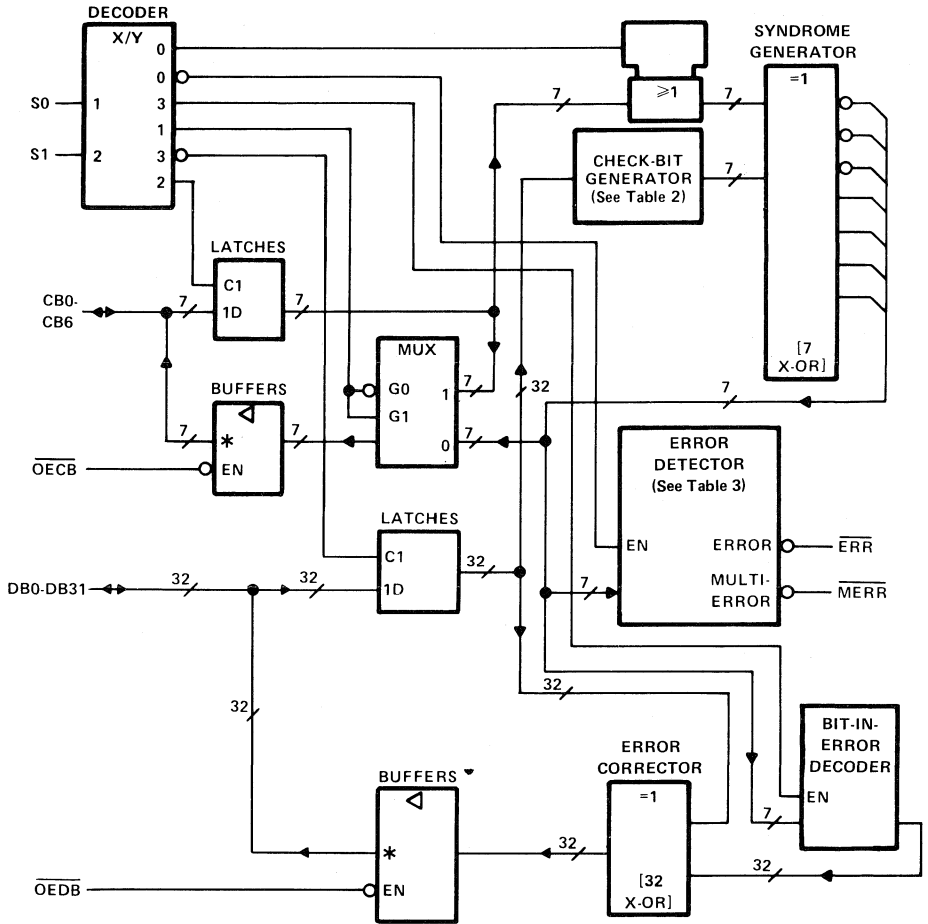 DECODER
X/Y
0
0
3
1
3
2
S0
1
S1
2
≥1
7
7
SYNDROME
GENERATOR
=1
[7
X-OR]
CHECK-BIT
GENERATOR
(See Table 2)
7
LATCHES
C1
1D
CB0-
CB6
7
7
MUX
G0
G1
1
0
7
7
32
7
BUFFERS
*
EN
7
7
OECB
ERROR
DETECTOR
(See Table 3)
EN
ERROR
MULTI-
ERROR
ERR
MERR
7
LATCHES
C1
1D
32
DB0-DB31
32
32
32
32
BIT-IN-
ERROR
DECODER
EN
7
ERROR
CORRECTOR
=1
[32
X-OR]
32
32
BUFFERS
*
EN
OEDB